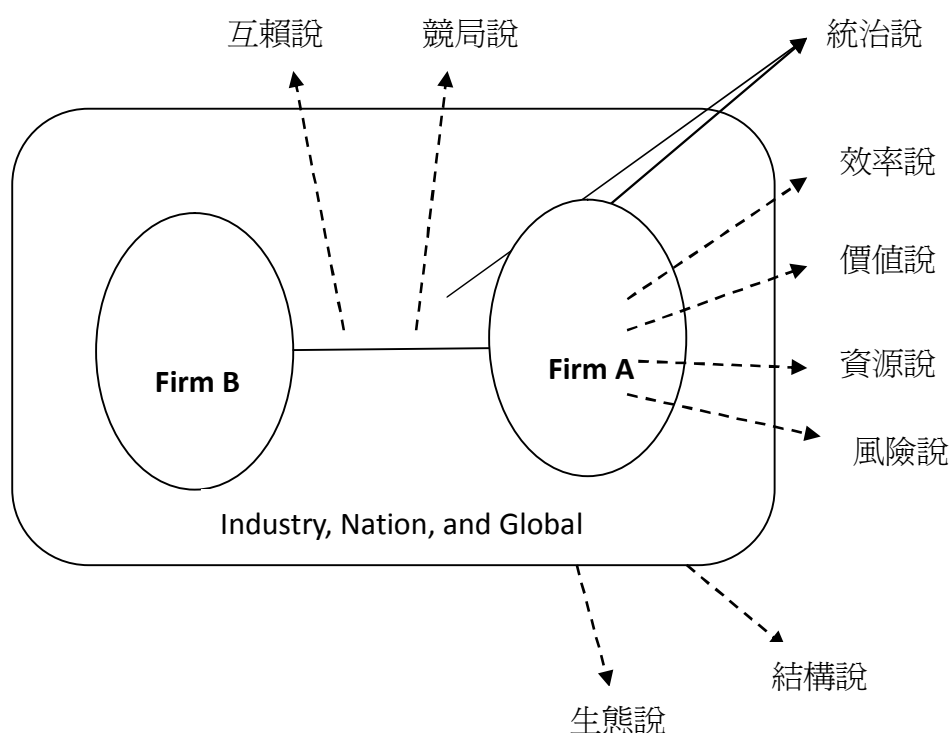 互賴說
競局說
統治說
效率說
價值說
資源說
風險說
Firm B
Firm A
Industry, Nation, and Global
結構說
生態說